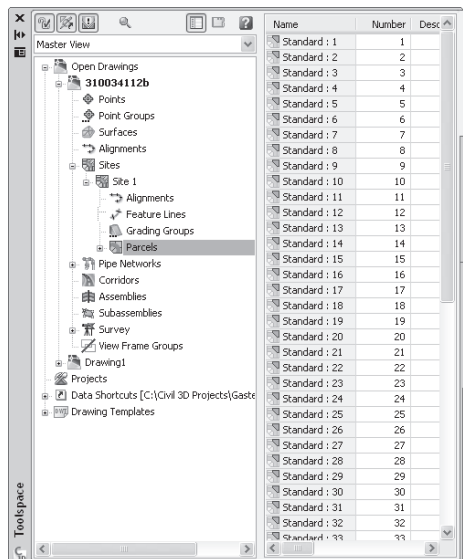 Master View
Open Drawings
310034112b
Points
Point Groups
Surfaces
Alignments
Sites
Site 1
Alignments
Feature Lines
Grading Groups
Parcels
Pipe Networks
Corridors
Assemblies
Subassemblies
Survey
View Frame Groups
Drawing1
Projects
Data Shortcuts [C:\Civil 3D Projects\Gaste
Drawing Templates
Toolspace
Name Number Desc
Standard : 1 1
Standard : 2 2
Standard : 3 3
Standard : 4 4
Standard : 5 5
Standard : 6 6
Standard : 7 7
Standard : 8 8
Standard : 9 9
Standard : 10 10
Standard : 11 11
Standard : 12 12
Standard : 13 13
Standard : 14 14
Standard : 15 15
Standard : 16 16
Standard : 17 17
Standard : 18 18
Standard : 19 19
Standard : 20 20
Standard : 21 21
Standard : 22 22
Standard : 23 23
Standard : 24 24
Standard : 25 25
Standard : 26 26
Standard : 27 27
Standard : 28 28
Standard : 29 29
Standard : 30 30
Standard : 31 31
Standard : 32 32
Standard : 33 33